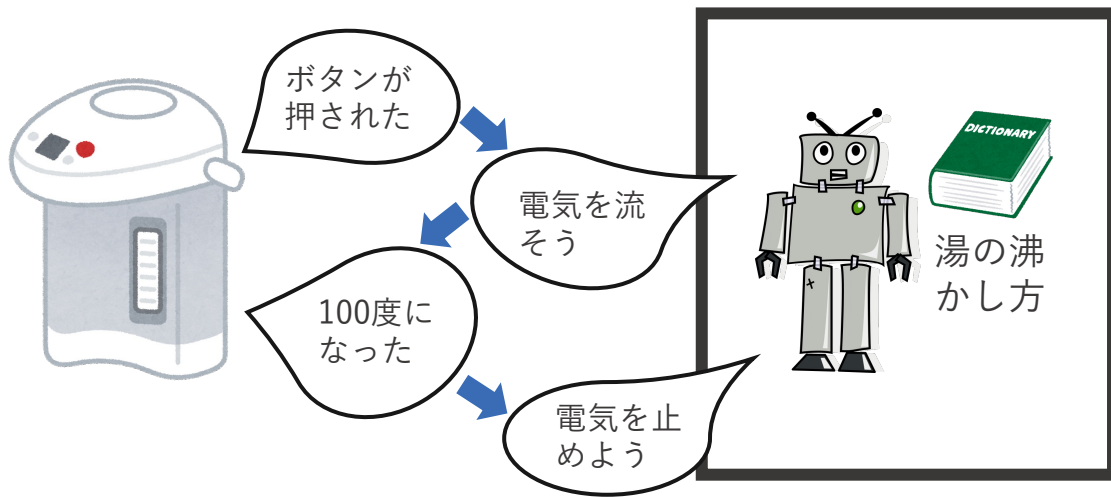 ボタンが
押された
電気を流
そう
100度に
なった
電気を止
めよう
DICTIONARY
湯の沸
かし方